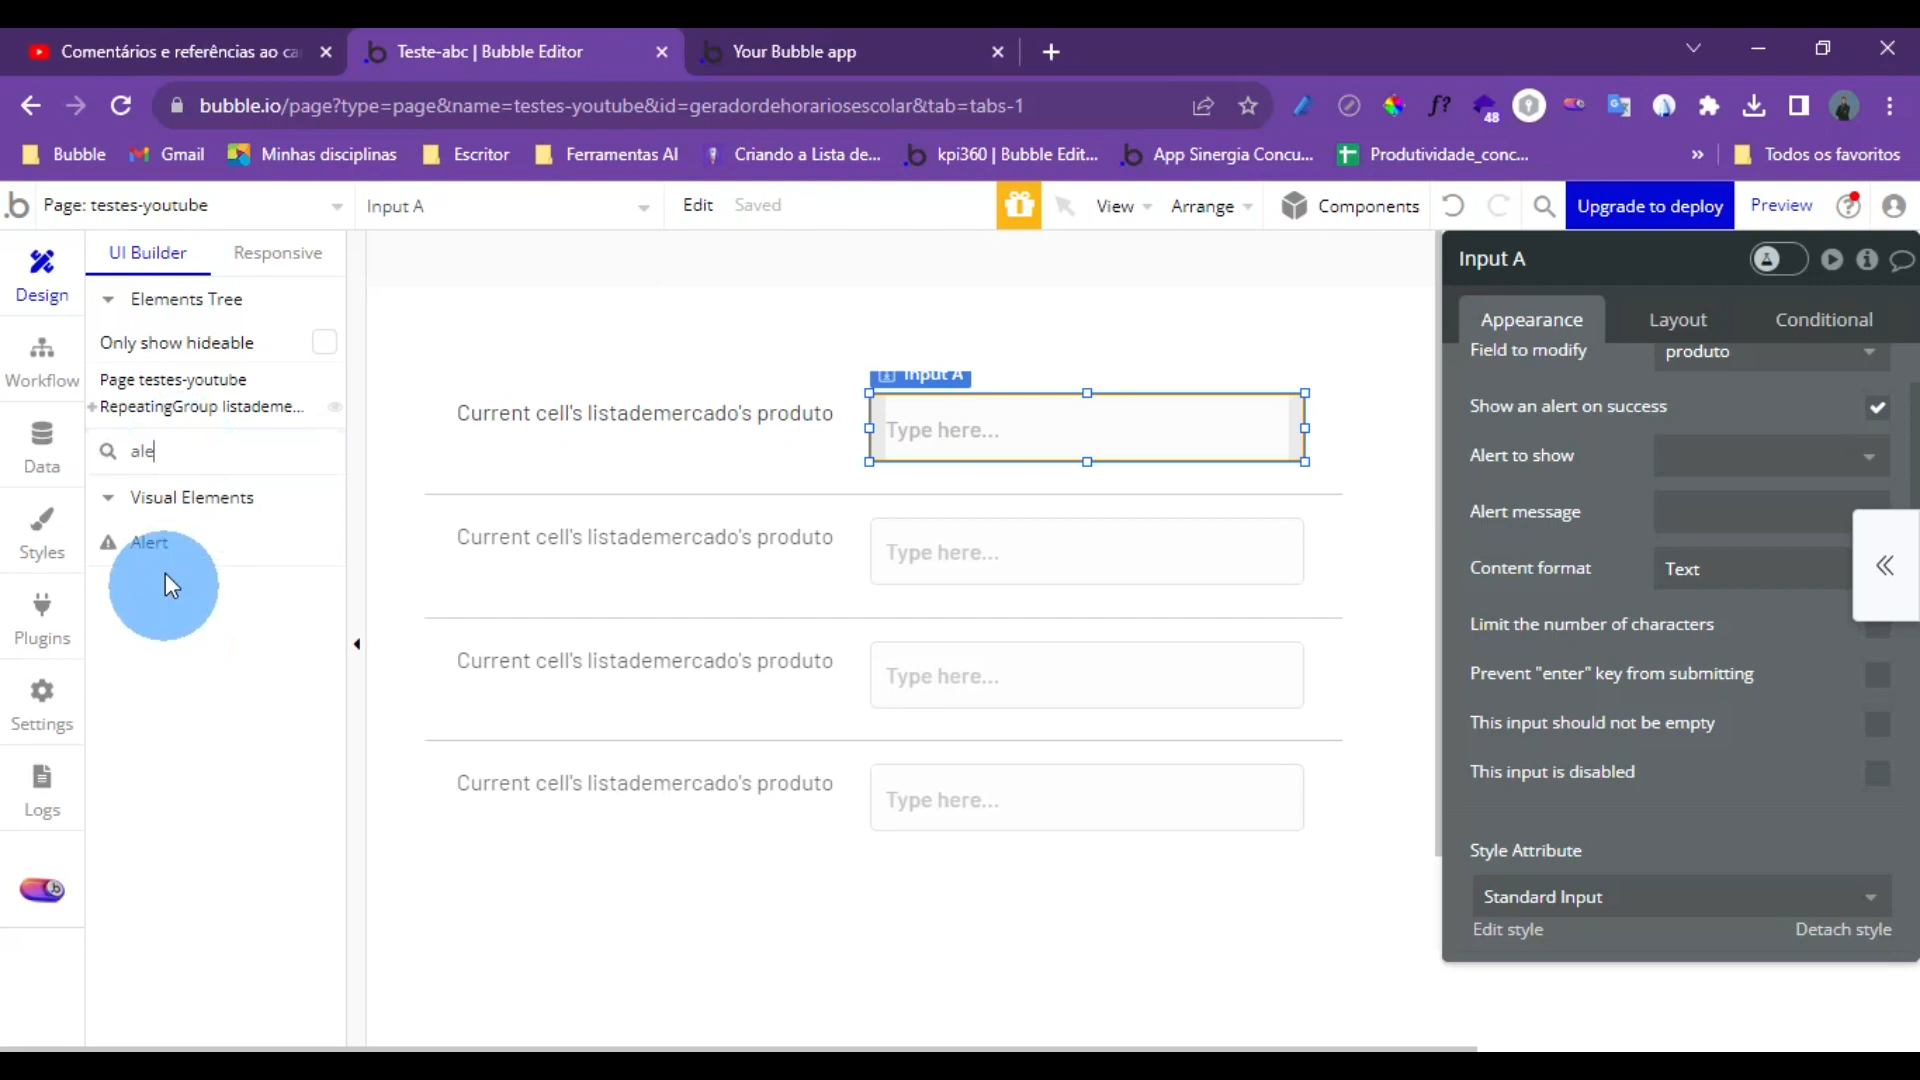 Comentários e referências ao ca
Teste-abc | Bubble Editor
Your Bubble app
bubble.io/page?type=page&name=testes-youtube&id=geradordehorariosescolar&tab=tabs-1
48
Bubble
Gmail
Minhas disciplinas
Escritor
Ferramentas AI
Criando a Lista de...
kpi360 | Bubble Edit...
App Sinergia Concu...
Produtividade_conc...
»
Todos os favoritos
Page: testes-youtube
Input A
Edit
Saved
View
Arrange
Components
Upgrade to deploy
Preview
Design
Workflow
Data
Styles
Plugins
Settings
Logs
UI Builder
Responsive
Elements Tree
Only show hideable
Page testes-youtube
RepeatingGroup listademe...
ale
Visual Elements
Alert
Input A
Current cell's listademercado's produto
Type here...
Current cell's listademercado's produto
Type here...
Current cell's listademercado's produto
Type here...
Current cell's listademercado's produto
Type here...
Input A
Appearance
Layout
Conditional
Field to modify
produto
Show an alert on success
Alert to show
Alert message
Content format
Text
Limit the number of characters
Prevent "enter" key from submitting
This input should not be empty
This input is disabled
Style Attribute
Standard Input
Edit style
Detach style